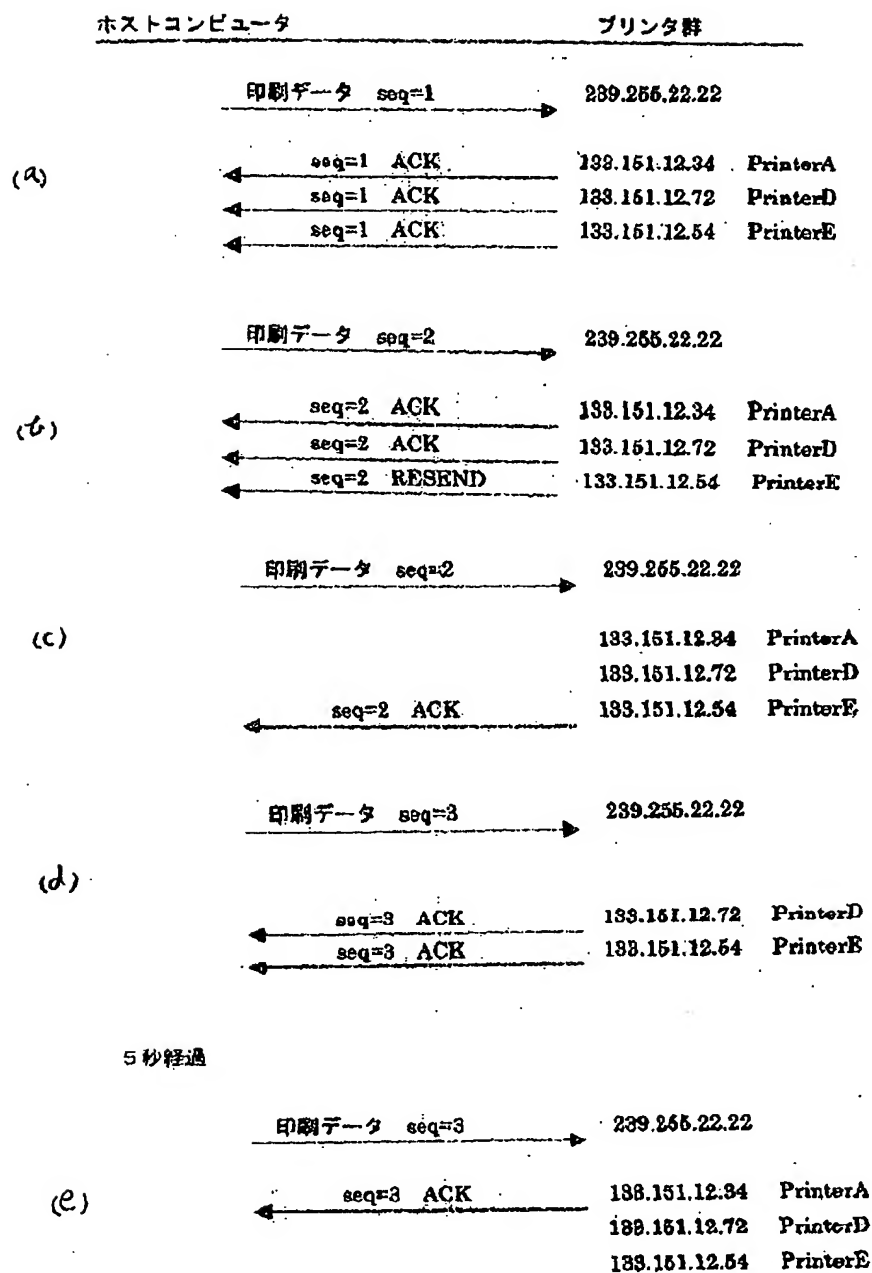 ホストコンピュータ プリンタ群
印刷データ seq=1 239.255.22.22
(a)
seq=1 ACK 133.151.12.34 PrinterA
seq=1 ACK 133.151.12.72 PrinterD
seq=1 ACK 133.151.12.54 PrinterE
印刷データ seq=2 239.255.22.22
(b)
seq=2 ACK 133.151.12.34 PrinterA
seq=2 ACK 133.151.12.72 PrinterD
seq=2 RESEND 133.151.12.54 PrinterE
印刷データ seq=2 239.255.22.22
(c)
133.151.12.34 PrinterA
133.151.12.72 PrinterD
seq=2 ACK 133.151.12.54 PrinterE
印刷データ seq=3 239.255.22.22
(d)
seq=3 ACK 133.151.12.72 PrinterD
seq=3 ACK 133.151.12.54 PrinterE
5秒経過
印刷データ seq=3 239.255.22.22
(e)
seq=3 ACK 133.151.12.34 PrinterA
133.151.12.72 PrinterD
133.151.12.54 PrinterE